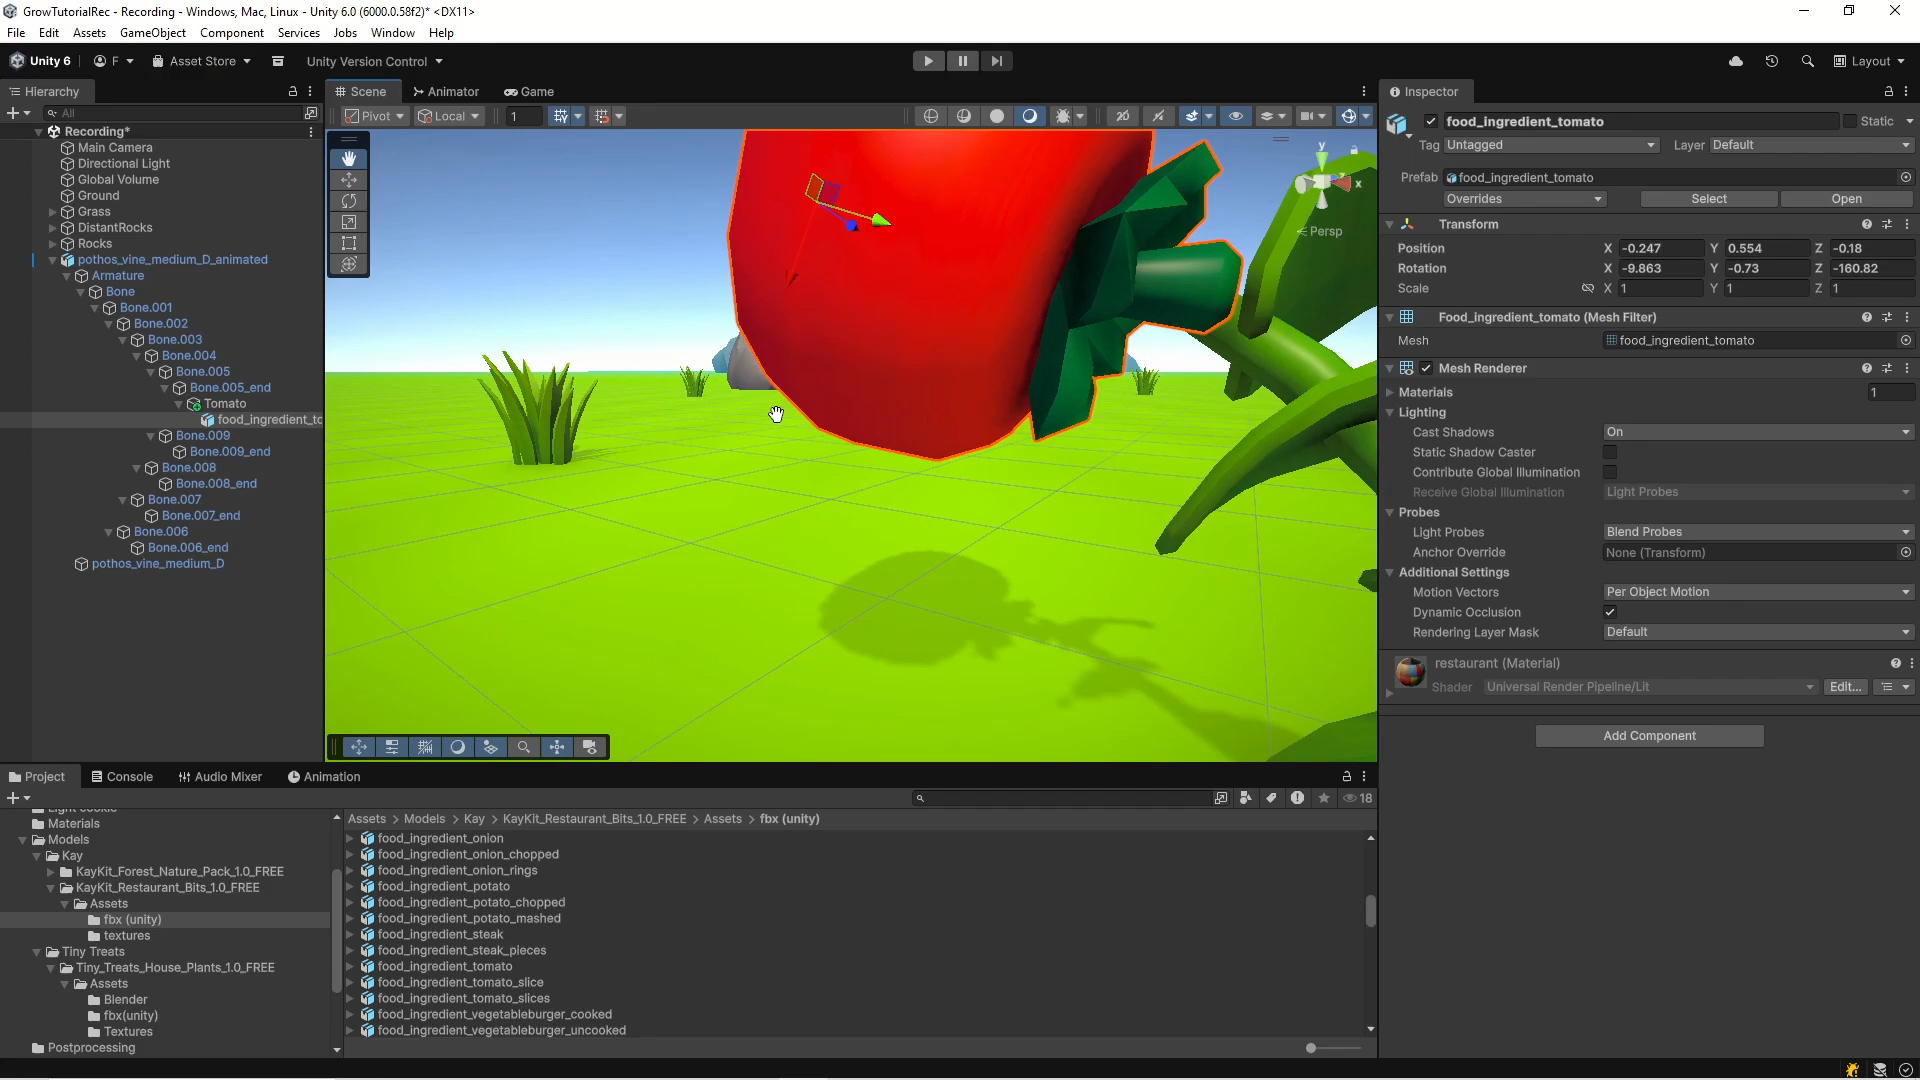 GrowTutorialRec - Recording - Windows, Mac, Linux - Unity 6.0 (6000.0.58f2)* <DX11>
File Edit Assets GameObject Component Services Jobs Window Help
Unity 6 F Asset Store Unity Version Control Layout
Hierarchy
All
Recording*
Main Camera
Directional Light
Global Volume
Ground
Grass
DistantRocks
Rocks
pothos_vine_medium_D_animated
Armature
Bone
Bone.001
Bone.002
Bone.003
Bone.004
Bone.005
Bone.005_end
Tomato
food_ingredient_to
Bone.009
Bone.009_end
Bone.008
Bone.008_end
Bone.007
Bone.007_end
Bone.006
Bone.006_end
pothos_vine_medium_D
Scene Animator Game
Pivot Local 1 2D
y
x
Persp
Inspector
food_ingredient_tomato Static
Tag Untagged Layer Default
Prefab food_ingredient_tomato
Overrides Select Open
Transform
Position X -0.247 Y 0.554 Z -0.18
Rotation X -9.863 Y -0.73 Z -160.82
Scale X 1 Y 1 Z 1
Food_ingredient_tomato (Mesh Filter)
Mesh food_ingredient_tomato
Mesh Renderer
Materials 1
Lighting
Cast Shadows On
Static Shadow Caster
Contribute Global Illumination
Receive Global Illumination Light Probes
Probes
Light Probes Blend Probes
Anchor Override None (Transform)
Additional Settings
Motion Vectors Per Object Motion
Dynamic Occlusion
Rendering Layer Mask Default
restaurant (Material)
Shader Universal Render Pipeline/Lit Edit...
Add Component
Project Console Audio Mixer Animation
18
Materials
Models
Kay
KayKit_Forest_Nature_Pack_1.0_FREE
KayKit_Restaurant_Bits_1.0_FREE
Assets
fbx (unity)
textures
Tiny Treats
Tiny_Treats_House_Plants_1.0_FREE
Assets
Blender
fbx(unity)
Textures
Postprocessing
Assets > Models > Kay > KayKit_Restaurant_Bits_1.0_FREE > Assets > fbx (unity)
food_ingredient_onion
food_ingredient_onion_chopped
food_ingredient_onion_rings
food_ingredient_potato
food_ingredient_potato_chopped
food_ingredient_potato_mashed
food_ingredient_steak
food_ingredient_steak_pieces
food_ingredient_tomato
food_ingredient_tomato_slice
food_ingredient_tomato_slices
food_ingredient_vegetableburger_cooked
food_ingredient_vegetableburger_uncooked